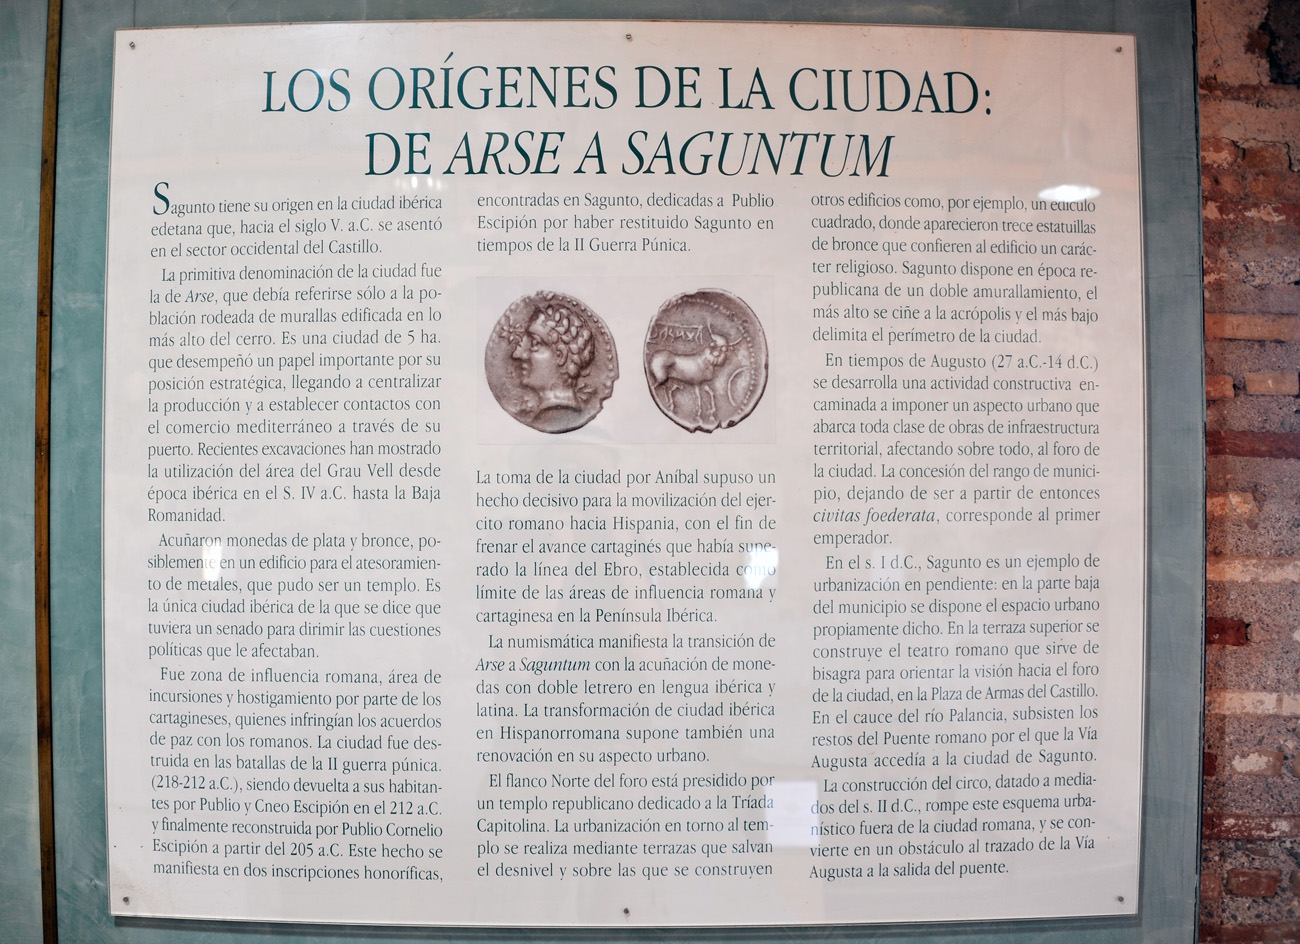 LOS ORÍGENES DE LA CIUDAD:
DE ARSE A SAGUNTUM
Sagunto tiene su origen en la ciudad ibérica
edetana que, hacia el siglo V. a.C. se asentó
en el sector occidental del Castillo.
La primitiva denominación de la ciudad fue
la de Arse, que debía referirse sólo a la po-
blación rodeada de murallas edificada en lo
más alto del cerro. Es una ciudad de 5 ha.
que desempeñó un papel importante por su
posición estratégica, llegando a centralizar
la producción y a establecer contactos con
el comercio mediterráneo a través de su
puerto. Recientes excavaciones han mostrado
la utilización del área del Grau Vell desde
época ibérica en el S. IV a.C. hasta la Baja
Romanidad.
Acuñaron monedas de plata y bronce, po-
siblemente en un edificio para el atesoramien-
to de metales, que pudo ser un templo. Es
la única ciudad ibérica de la que se dice que
tuviera un senado para dirimir las cuestiones
políticas que le afectaban.
Fue zona de influencia romana, área de
incursiones y hostigamiento por parte de los
cartagineses, quienes infringían los acuerdos
de paz con los romanos. La ciudad fue des-
truida en las batallas de la II guerra púnica.
(218-212 a.C.), siendo devuelta a sus habitan-
tes por Publio y Cneo Escipión en el 212 a.C.
y finalmente reconstruida por Publio Cornelio
Escipión a partir del 205 a.C. Este hecho se
manifiesta en dos inscripciones honoríficas,
encontradas en Sagunto, dedicadas a Publio
Escipión por haber restituido Sagunto en
tiempos de la II Guerra Púnica.
La toma de la ciudad por Aníbal supuso un
hecho decisivo para la movilización del ejer-
cito romano hacia Hispania, con el fin de
frenar el avance cartaginés que había supe-
rado la línea del Ebro, establecida como
límite de las áreas de influencia romana y
cartaginesa en la Península Ibérica.
La numismática manifiesta la transición de
Arse a Saguntum con la acuñación de mone-
das con doble letrero en lengua ibérica y
latina. La transformación de ciudad ibérica
en Hispanorromana supone también una
renovación en su aspecto urbano.
El flanco Norte del foro está presidido por
un templo republicano dedicado a la Tríada
Capitolina. La urbanización en torno al tem-
plo se realiza mediante terrazas que salvan
el desnivel y sobre las que se construyen
otros edificios como, por ejemplo, un edículo
cuadrado, donde aparecieron trece estatuillas
de bronce que confieren al edificio un carác-
ter religioso. Sagunto dispone en época re-
publicana de un doble amurallamiento, el
más alto se ciñe a la acrópolis y el más bajo
delimita el perímetro de la ciudad.
En tiempos de Augusto (27 a.C.-14 d.C.)
se desarrolla una actividad constructiva en-
caminada a imponer un aspecto urbano que
abarca toda clase de obras de infraestructura
territorial, afectando sobre todo, al foro de
la ciudad. La concesión del rango de munici-
pio, dejando de ser a partir de entonces
civitas foederata, corresponde al primer
emperador.
En el s. I d.C., Sagunto es un ejemplo de
urbanización en pendiente: en la parte baja
del municipio se dispone el espacio urbano
propiamente dicho. En la terraza superior se
construye el teatro romano que sirve de
bisagra para orientar la visión hacia el foro
de la ciudad, en la Plaza de Armas del Castillo.
En el cauce del río Palancia, subsisten los
restos del Puente romano por el que la Vía
Augusta accedía a la ciudad de Sagunto.
La construcción del circo, datado a media-
dos del s. II d.C., rompe este esquema urba-
nístico fuera de la ciudad romana, y se con-
vierte en un obstáculo al trazado de la Vía
Augusta a la salida del puente.